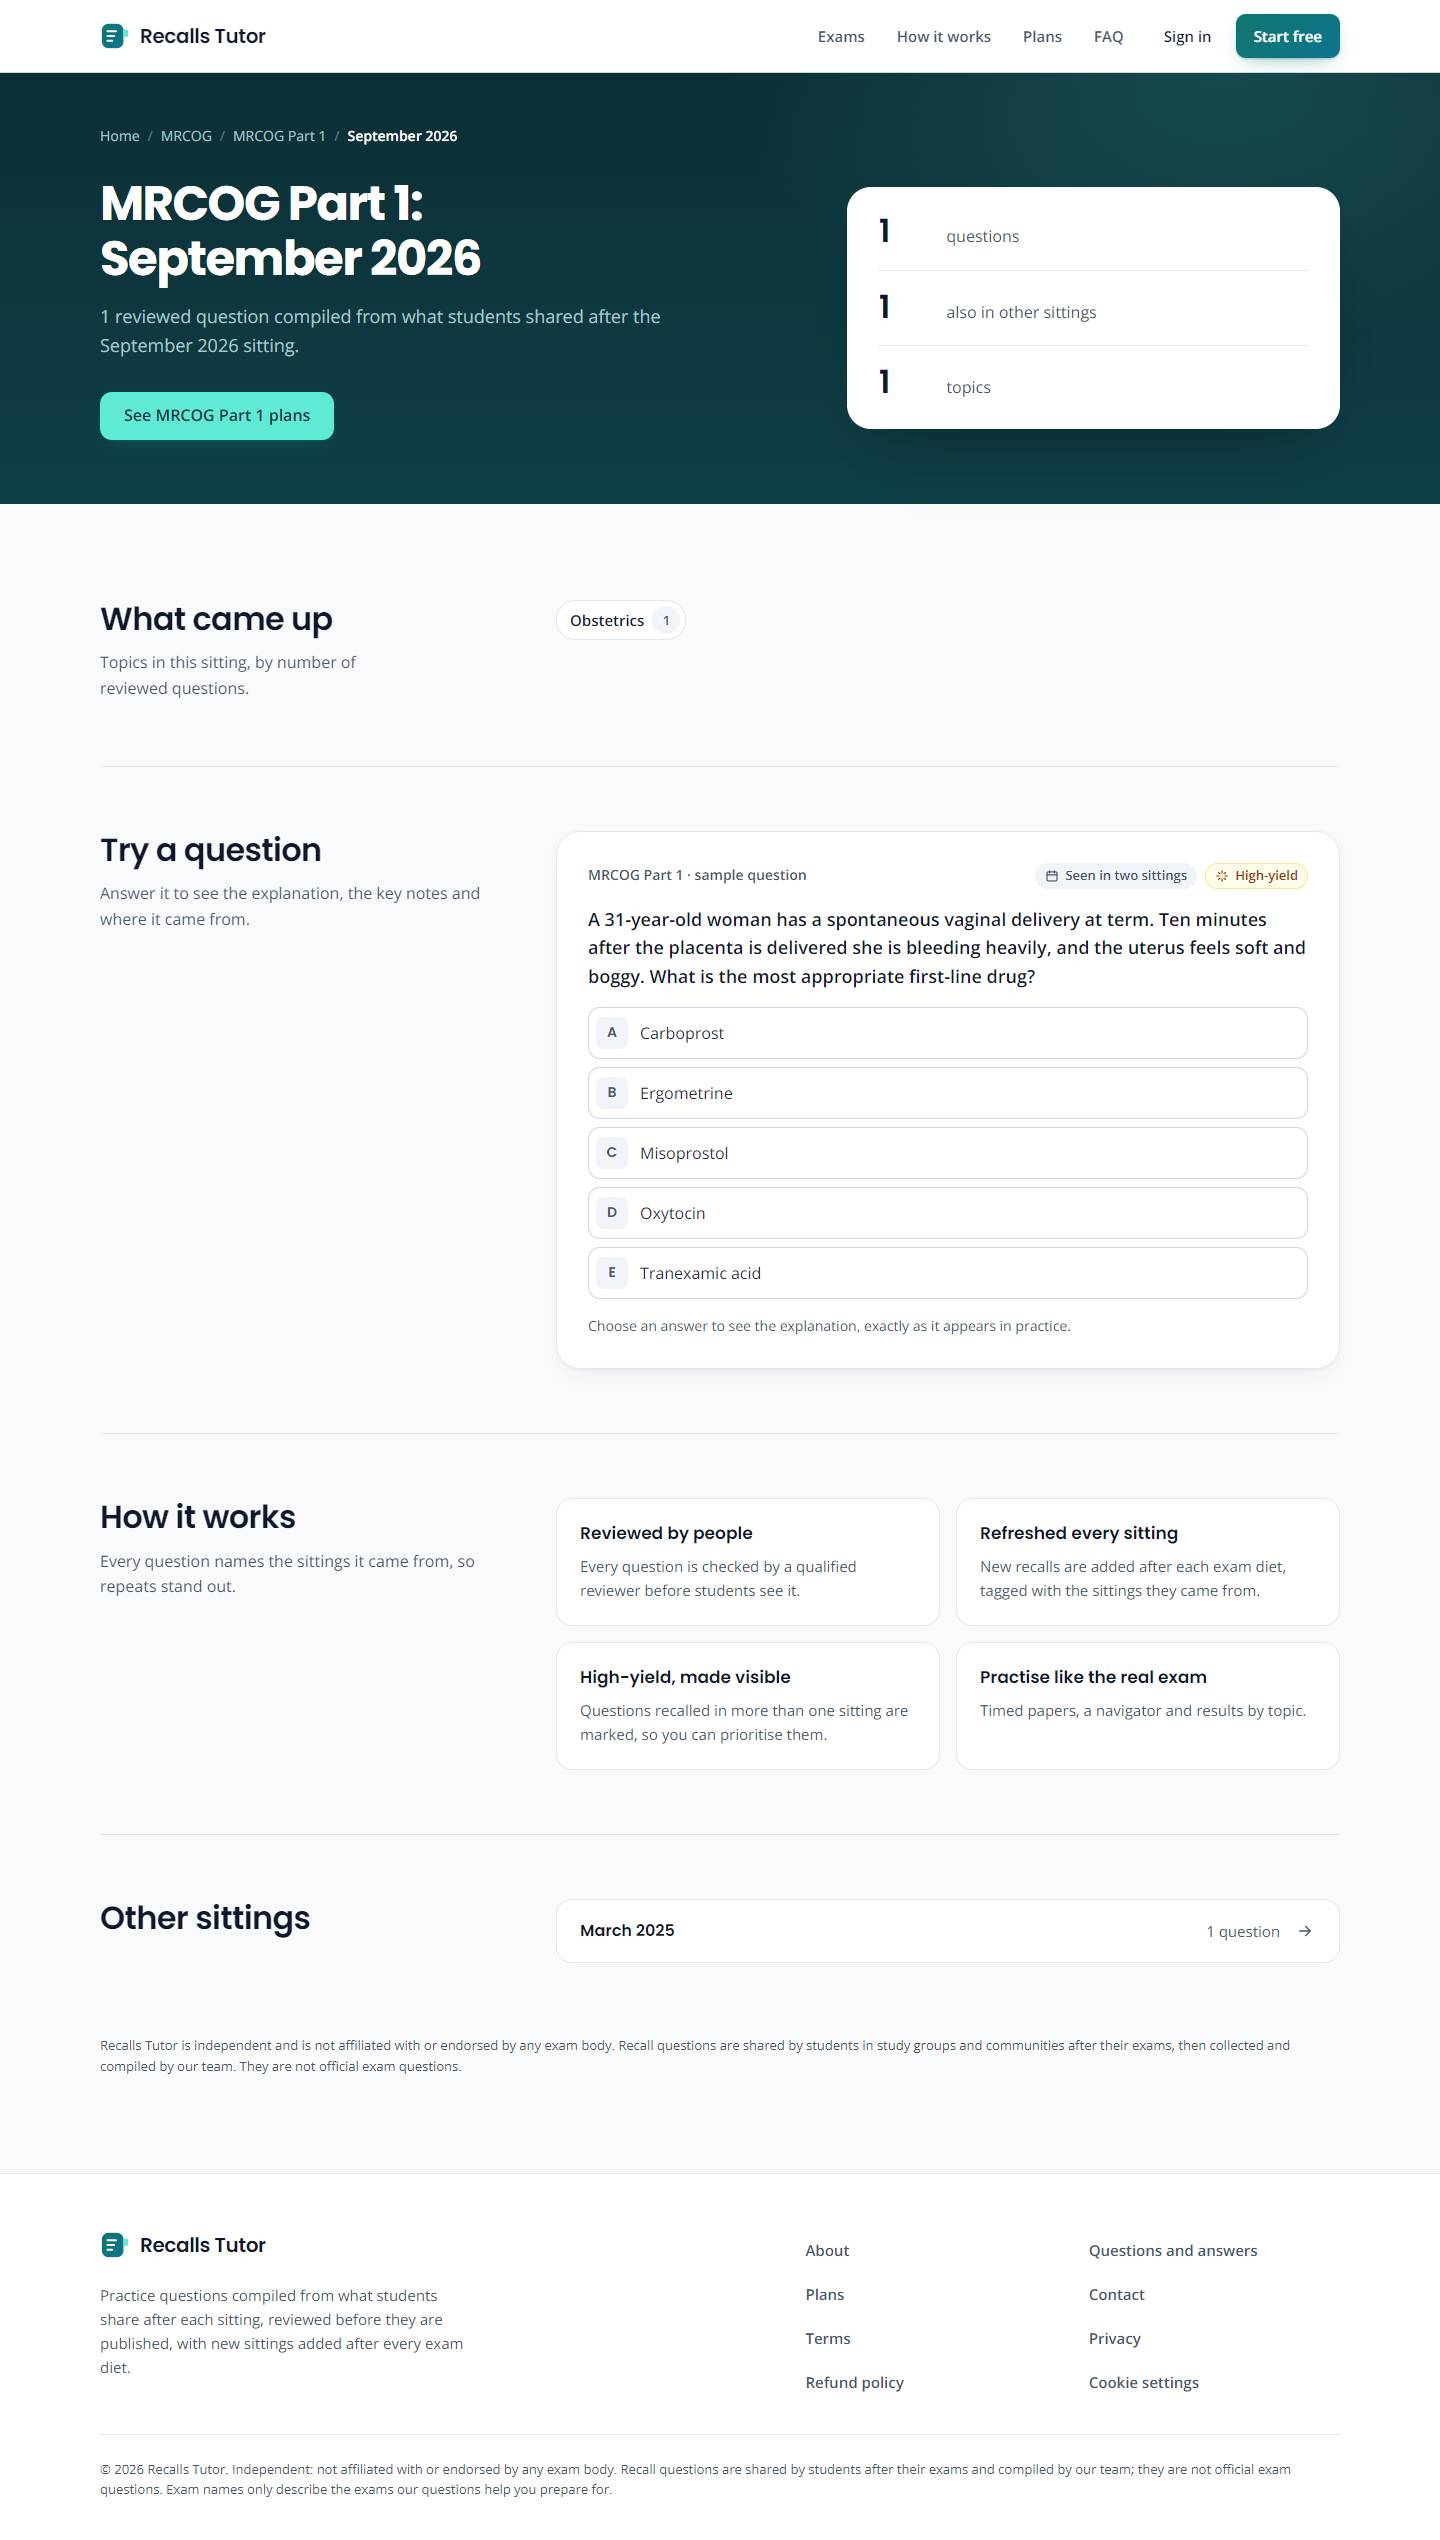 Recalls Tutor
Exams
How it works
Plans
FAQ
Sign in
Start free
Home / MRCOG / MRCOG Part 1 / September 2026
MRCOG Part 1:
September 2026
1 reviewed question compiled from what students shared after the
September 2026 sitting.
See MRCOG Part 1 plans
1 questions
1 also in other sittings
1 topics
What came up
Topics in this sitting, by number of
reviewed questions.
Obstetrics 1
Try a question
Answer it to see the explanation, the key notes and
where it came from.
MRCOG Part 1 · sample question
Seen in two sittings
High-yield
A 31-year-old woman has a spontaneous vaginal delivery at term. Ten minutes
after the placenta is delivered she is bleeding heavily, and the uterus feels soft and
boggy. What is the most appropriate first-line drug?
A Carboprost
B Ergometrine
C Misoprostol
D Oxytocin
E Tranexamic acid
Choose an answer to see the explanation, exactly as it appears in practice.
How it works
Every question names the sittings it came from, so
repeats stand out.
Reviewed by people
Every question is checked by a qualified
reviewer before students see it.
Refreshed every sitting
New recalls are added after each exam diet,
tagged with the sittings they came from.
High-yield, made visible
Questions recalled in more than one sitting are
marked, so you can prioritise them.
Practise like the real exam
Timed papers, a navigator and results by topic.
Other sittings
March 2025
1 question →
Recalls Tutor is independent and is not affiliated with or endorsed by any exam body. Recall questions are shared by students in study groups and communities after their exams, then collected and
compiled by our team. They are not official exam questions.
Recalls Tutor
Practice questions compiled from what students
share after each sitting, reviewed before they are
published, with new sittings added after every exam
diet.
About
Plans
Terms
Refund policy
Questions and answers
Contact
Privacy
Cookie settings
© 2026 Recalls Tutor. Independent: not affiliated with or endorsed by any exam body. Recall questions are shared by students after their exams and compiled by our team; they are not official exam
questions. Exam names only describe the exams our questions help you prepare for.